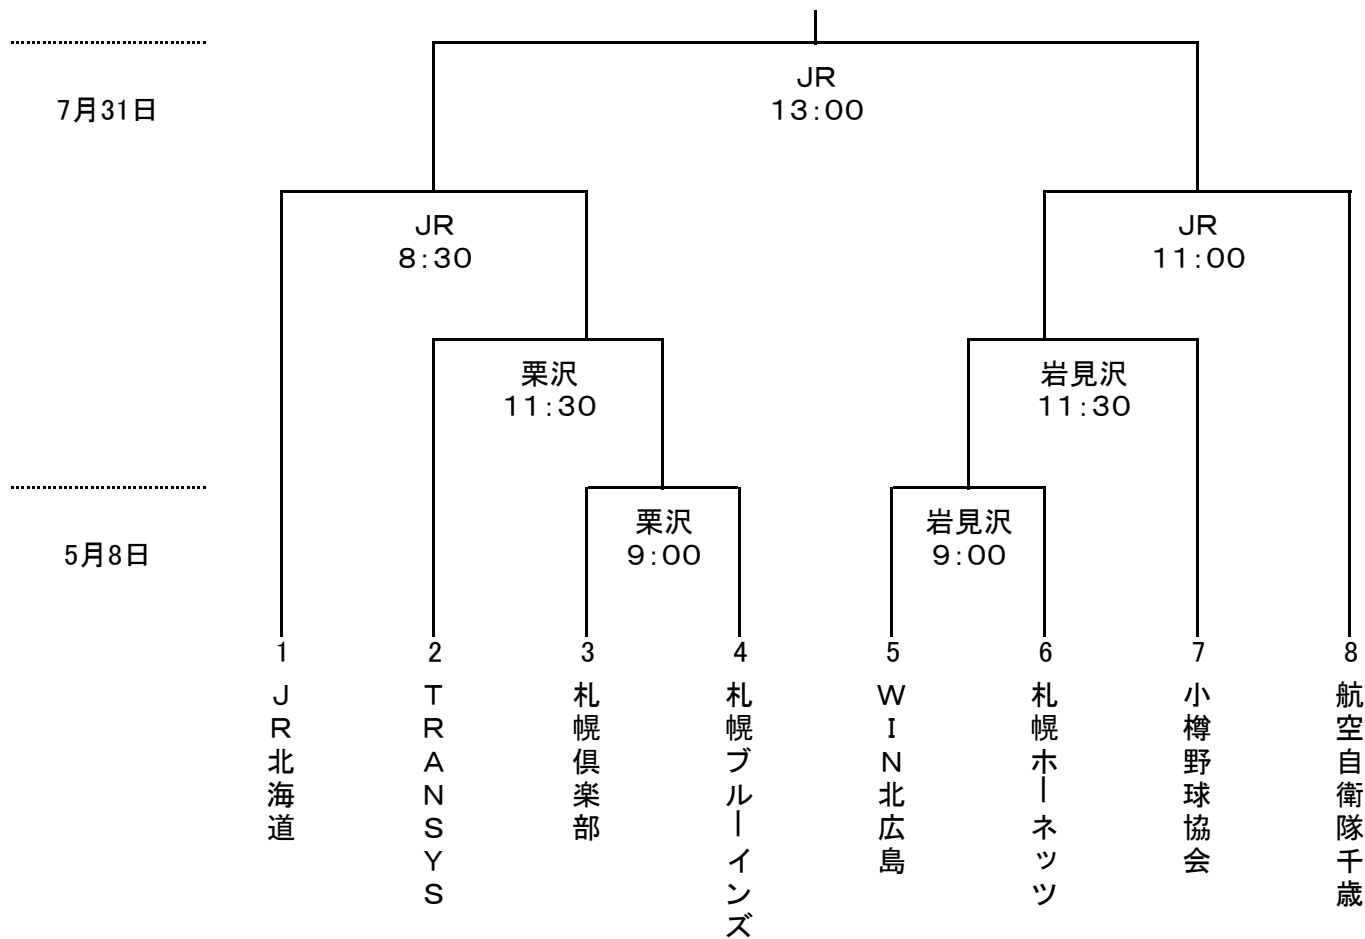 JR
13:00
7月31日
JR
8:30
JR
11:00
栗沢
11:30
岩見沢
11:30
栗沢
9:00
岩見沢
9:00
5月8日
1
2
3
4
5
6
7
8
JR北海道
TRANSYS
札幌倶楽部
札幌ブルーインズ
WIN北広島
札幌ホーネッツ
小樽野球協会
航空自衛隊千歳